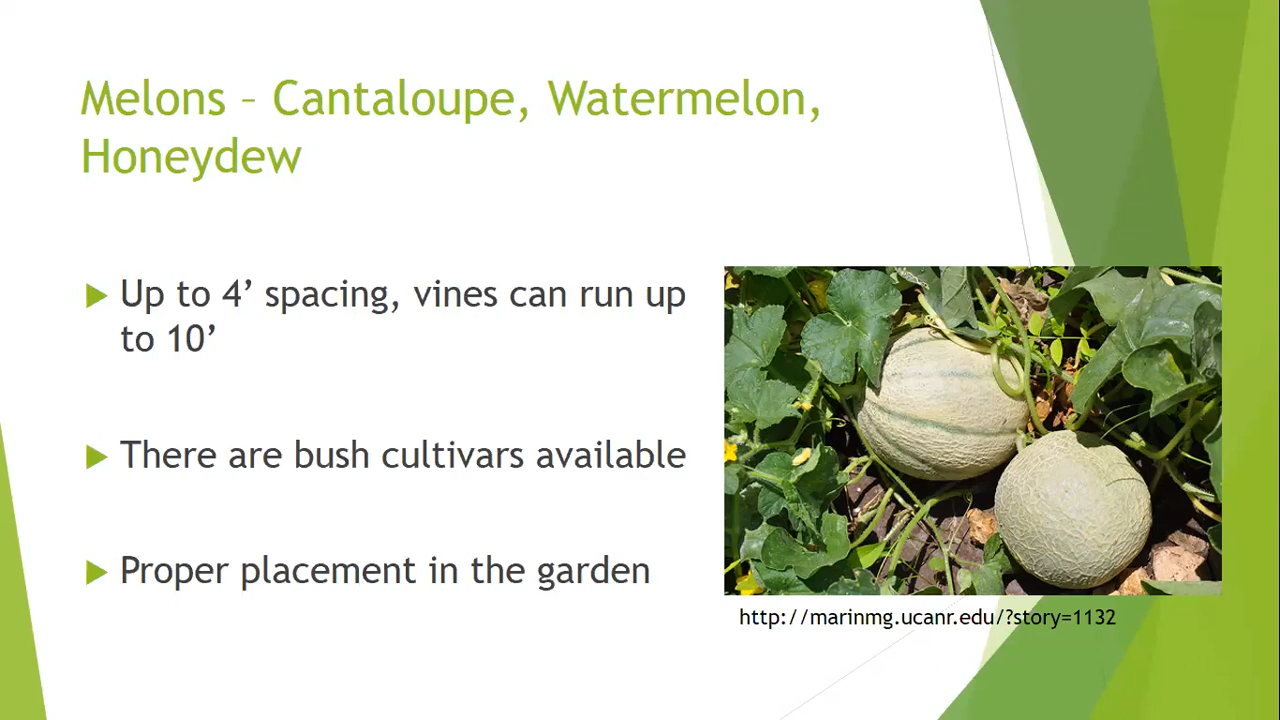 Melons – Cantaloupe, Watermelon,
Honeydew
Up to 4’ spacing, vines can run up
to 10’
There are bush cultivars available
Proper placement in the garden
http://marinmg.ucanr.edu/?story=1132